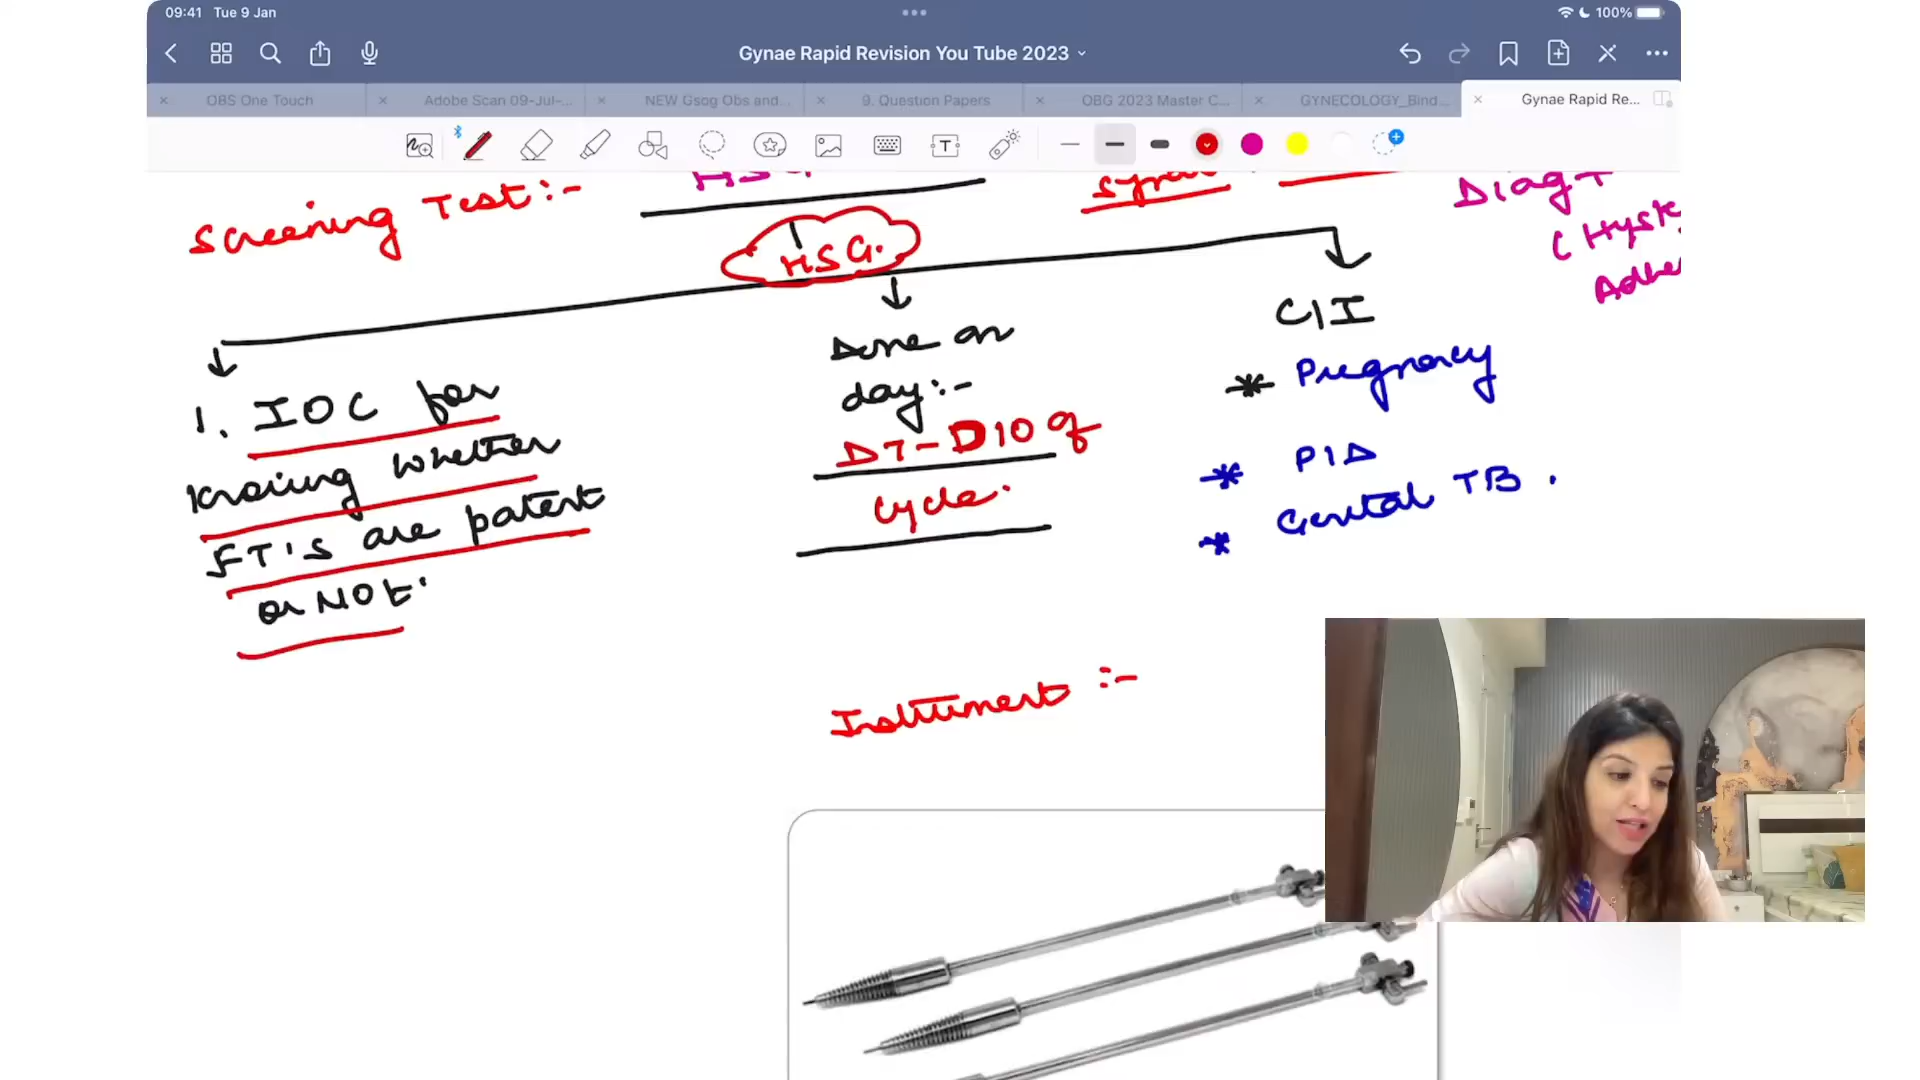 09:41 Tue 9 Jan
100%
Gynae Rapid Revision You Tube 2023
OBS One Touch
Adobe Scan 09-Jul-...
NEW Gsog Obs and...
9. Question Papers
OBG 2023 Master C...
GYNECOLOGY_Bind...
Gynae Rapid Re...
Screening Test:-
HSG.
1. IOC for
Knowing whether
FT's are patent
or NOt.
Done on
day:-
D7-D10 of
Cycle.
C/I
* Pregnancy
* PID
* Genital TB.
Instrument :-